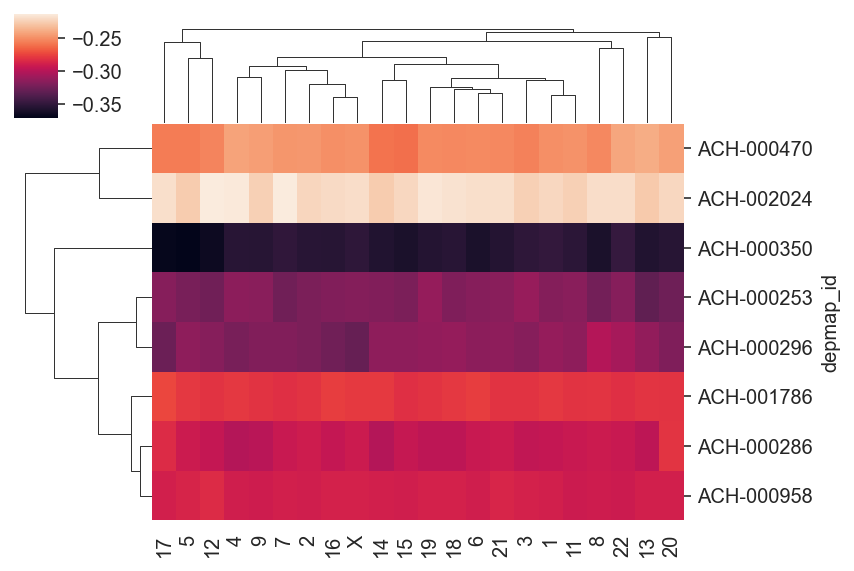 −0.25
−0.30
−0.35
ACH-000470
ACH-002024
ACH-000350
ACH-000253
ACH-000296
ACH-001786
ACH-000286
ACH-000958
depmap_id
17 5 12 4 9 7 2 16 X 14 15 19 18 6 21 3 1 11 8 22 13 20